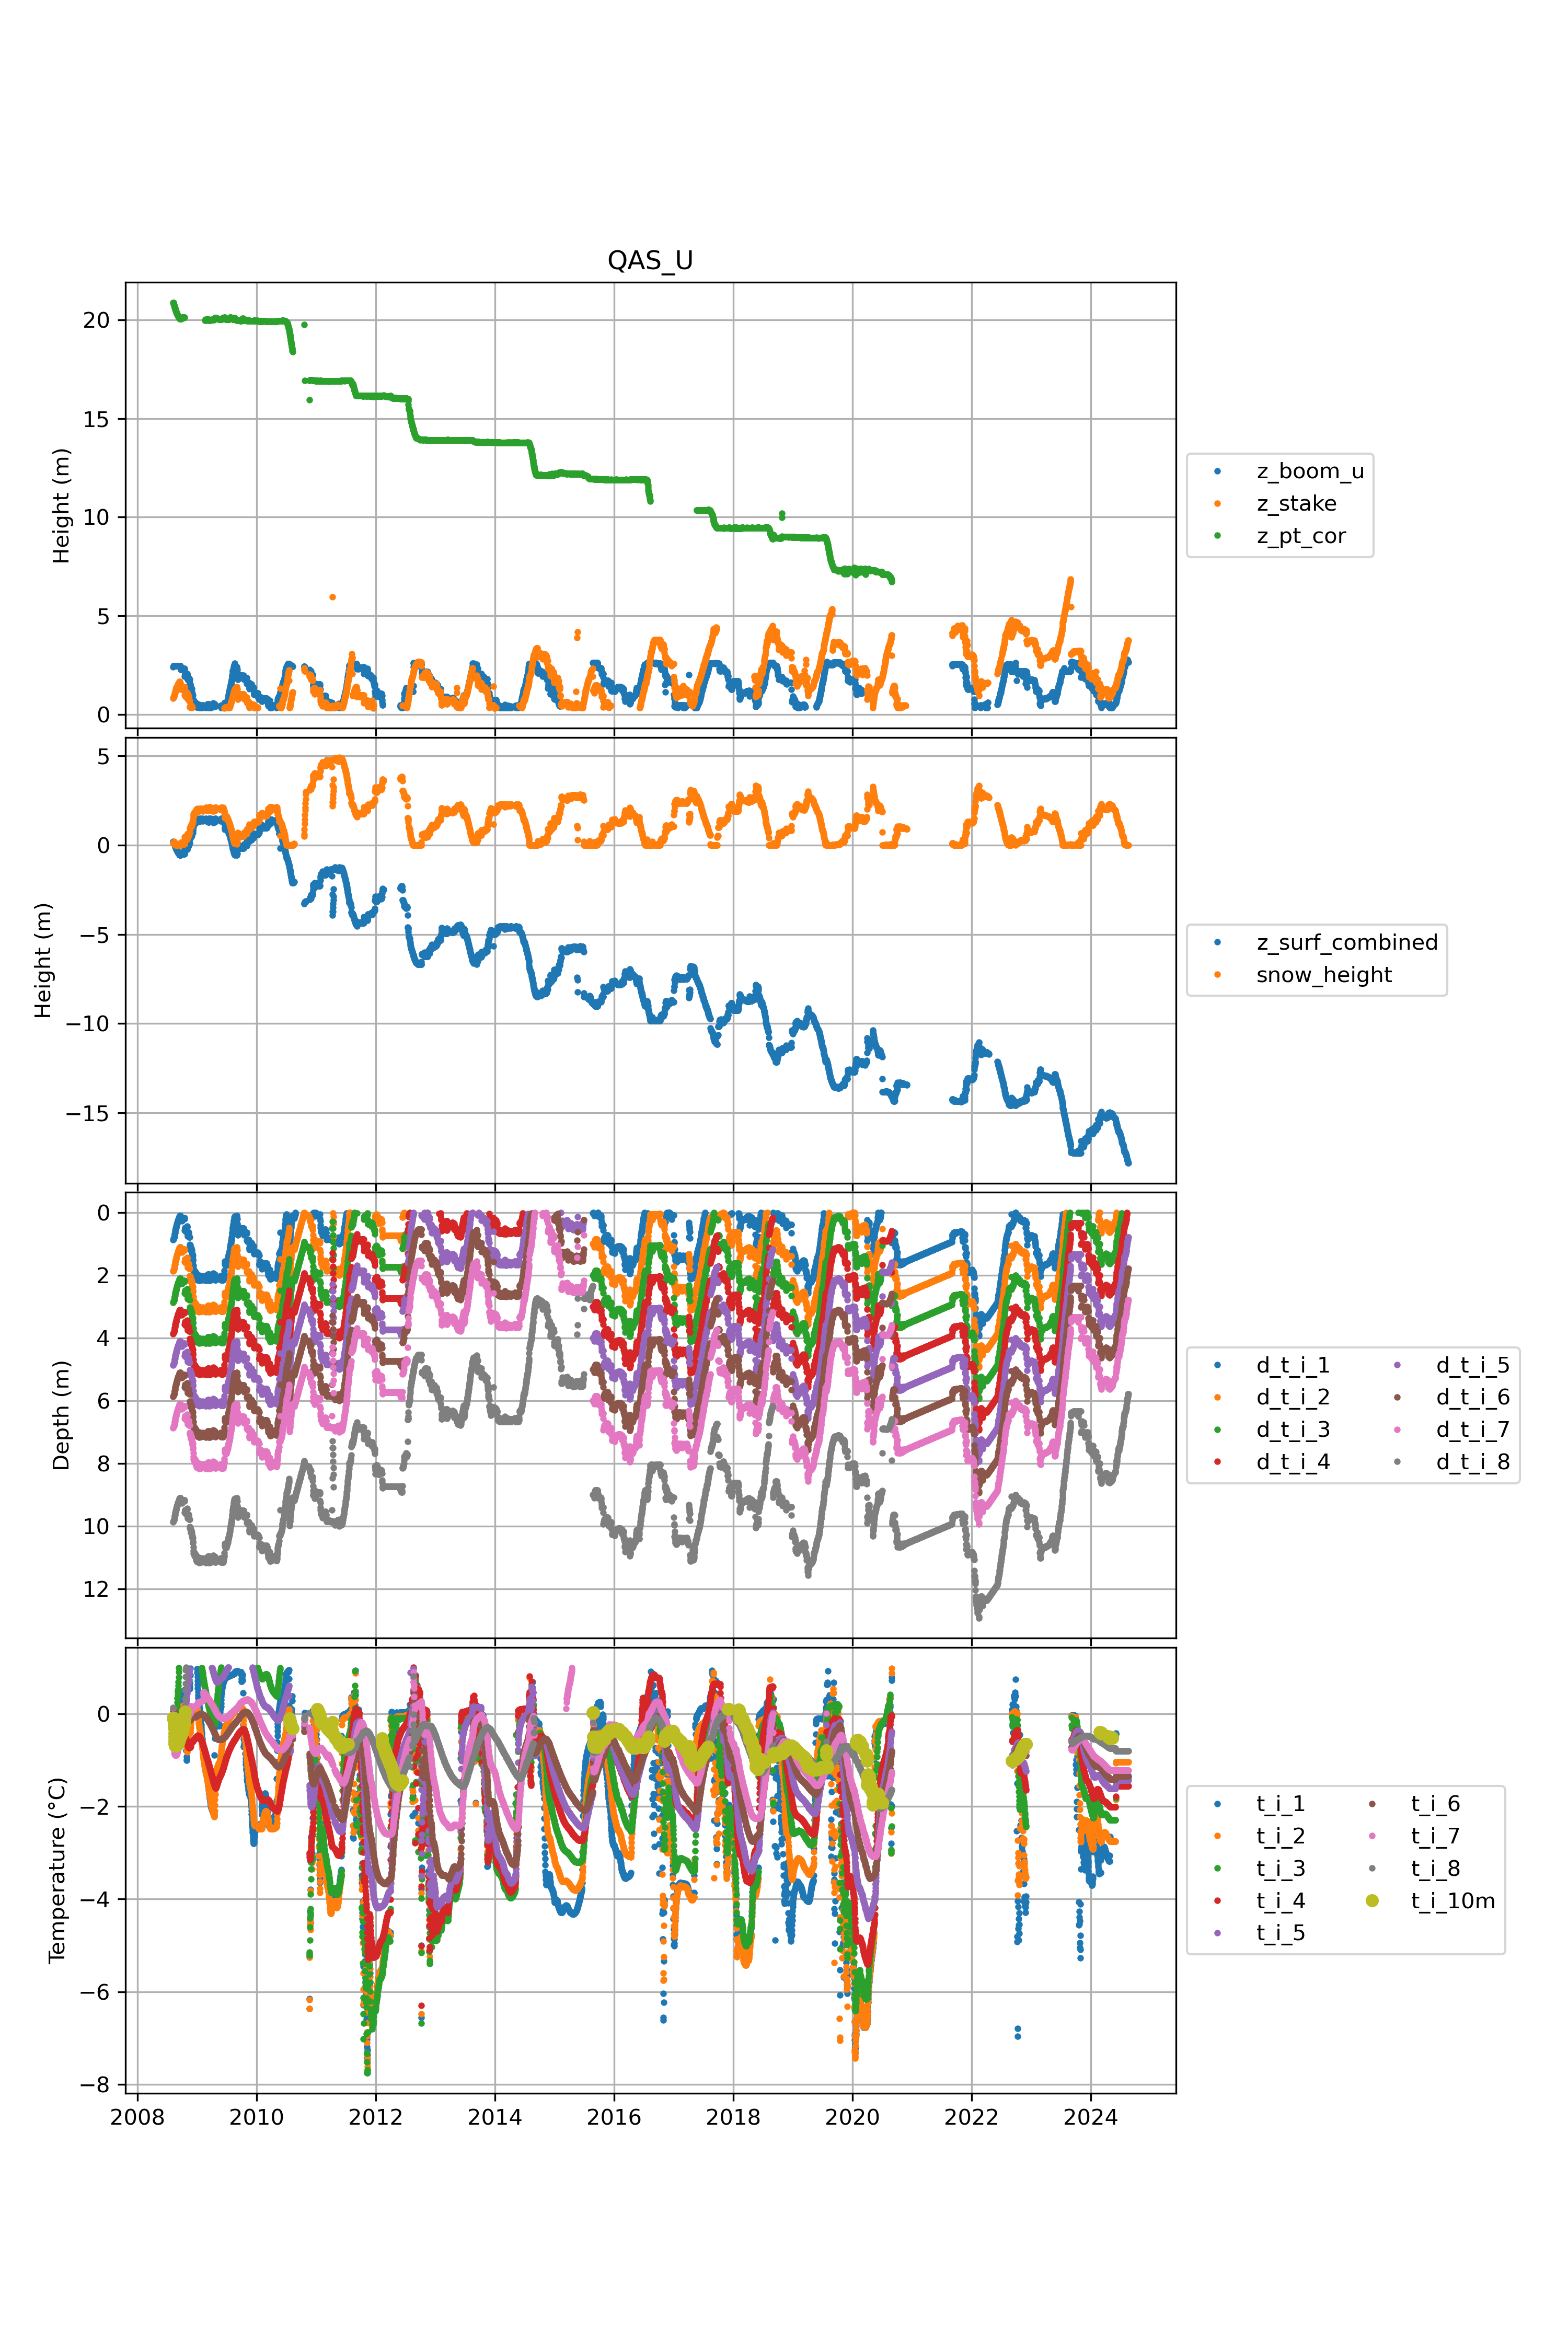 QAS_U
20
15
10
5
0
Height (m)
z_boom_u
z_stake
z_pt_cor
5
0
−5
−10
−15
Height (m)
z_surf_combined
snow_height
0
2
4
6
8
10
12
Depth (m)
d_t_i_1 d_t_i_5
d_t_i_2 d_t_i_6
d_t_i_3 d_t_i_7
d_t_i_4 d_t_i_8
0
−2
−4
−6
−8
Temperature (°C)
t_i_1 t_i_6
t_i_2 t_i_7
t_i_3 t_i_8
t_i_4 t_i_10m
t_i_5
2008 2010 2012 2014 2016 2018 2020 2022 2024